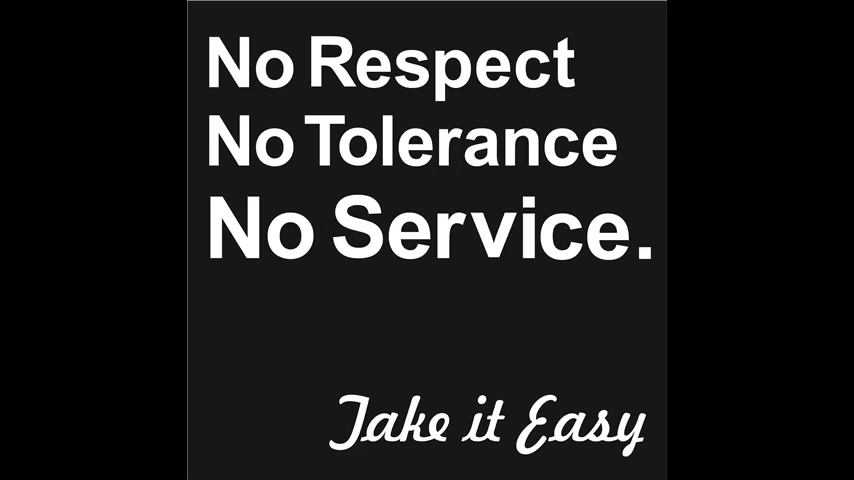 No Respect
No Tolerance
No Service.
Take it Easy